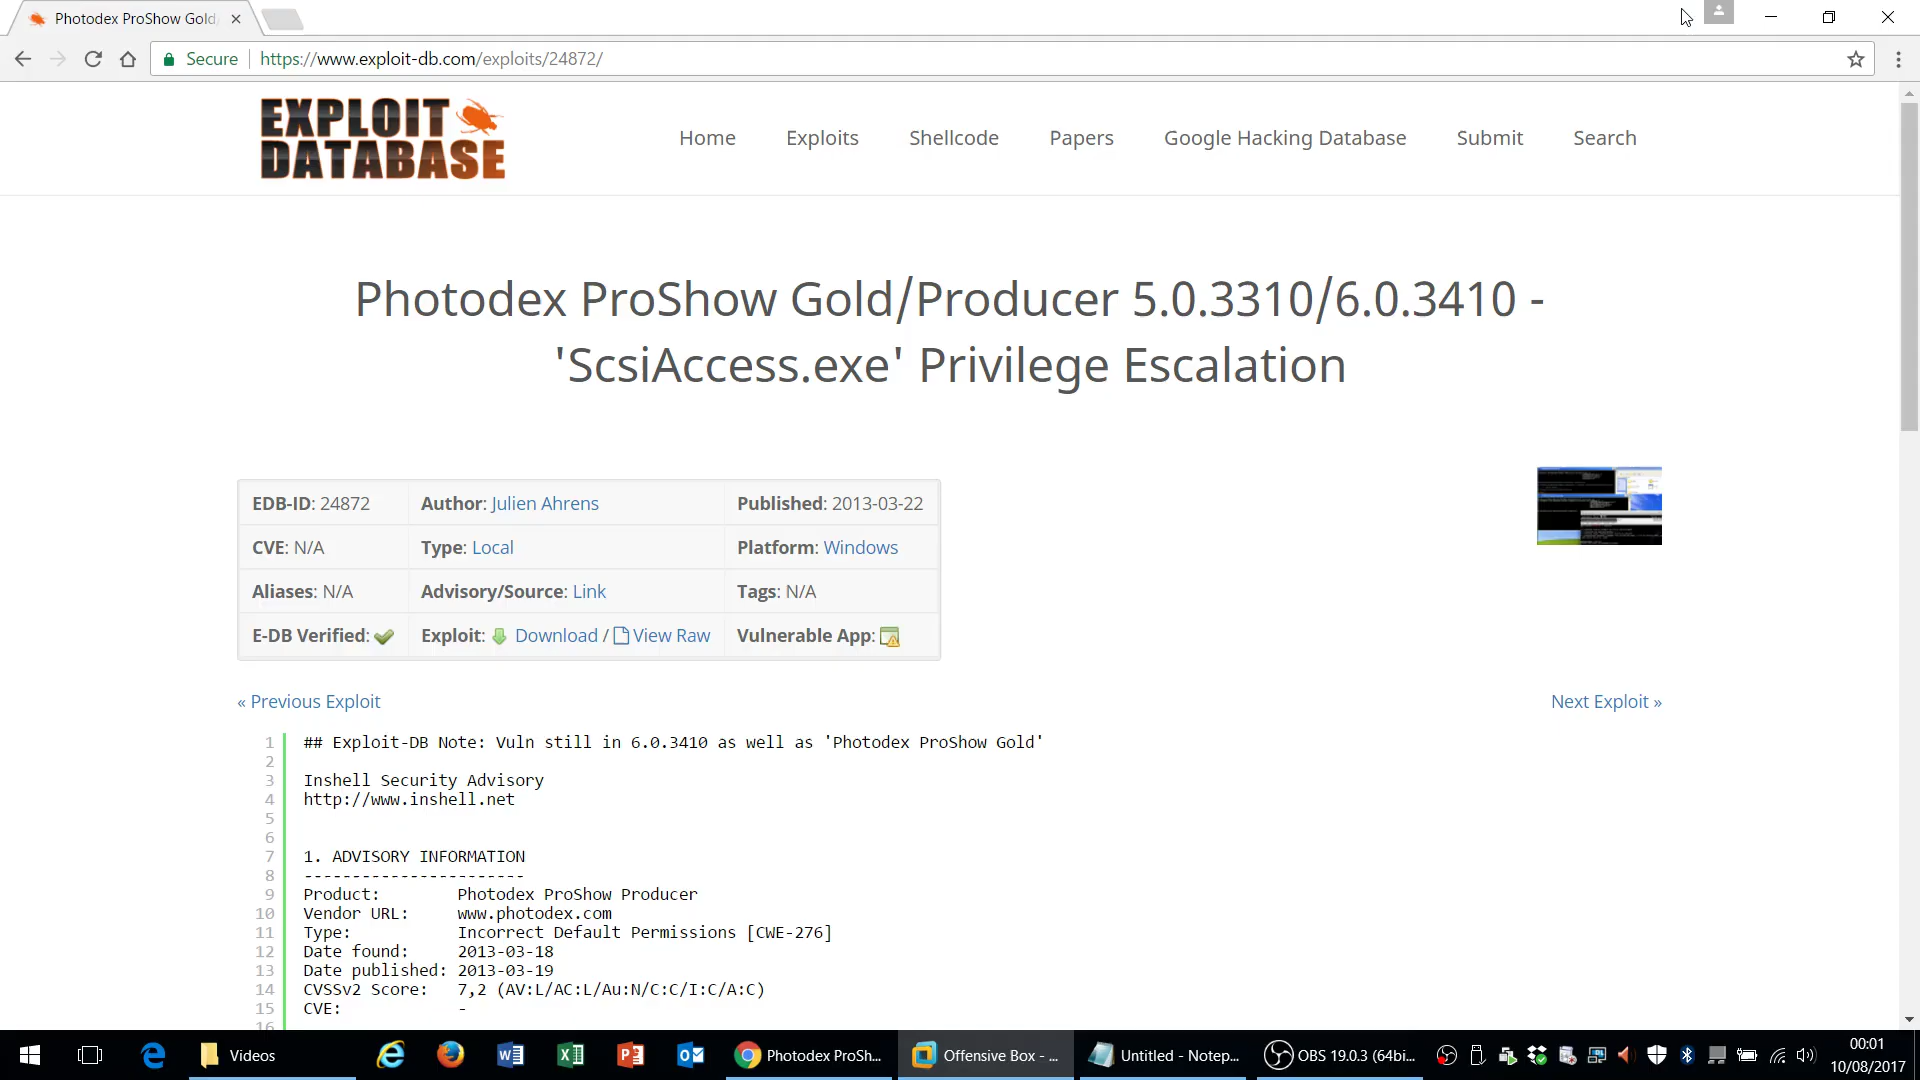 Photodex ProShow Gold
Secure
https://www.exploit-db.com/exploits/24872/
EXPLOIT
DATABASE
Home Exploits Shellcode Papers Google Hacking Database Submit Search
Photodex ProShow Gold/Producer 5.0.3310/6.0.3410 -
'ScsiAccess.exe' Privilege Escalation
EDB-ID: 24872 Author: Julien Ahrens Published: 2013-03-22
CVE: N/A Type: Local Platform: Windows
Aliases: N/A Advisory/Source: Link Tags: N/A
E-DB Verified: Exploit: Download / View Raw Vulnerable App:
« Previous Exploit Next Exploit »
1 ## Exploit-DB Note: Vuln still in 6.0.3410 as well as 'Photodex ProShow Gold'
2
3 Inshell Security Advisory
4 http://www.inshell.net
5
6
7 1. ADVISORY INFORMATION
8 -----------------------
9 Product: Photodex ProShow Producer
10 Vendor URL: www.photodex.com
11 Type: Incorrect Default Permissions [CWE-276]
12 Date found: 2013-03-18
13 Date published: 2013-03-19
14 CVSSv2 Score: 7,2 (AV:L/AC:L/Au:N/C:C/I:C/A:C)
15 CVE: -
16
Videos Photodex ProSh... Offensive Box - ... Untitled - Notep... OBS 19.0.3 (64bi...
00:01
10/08/2017